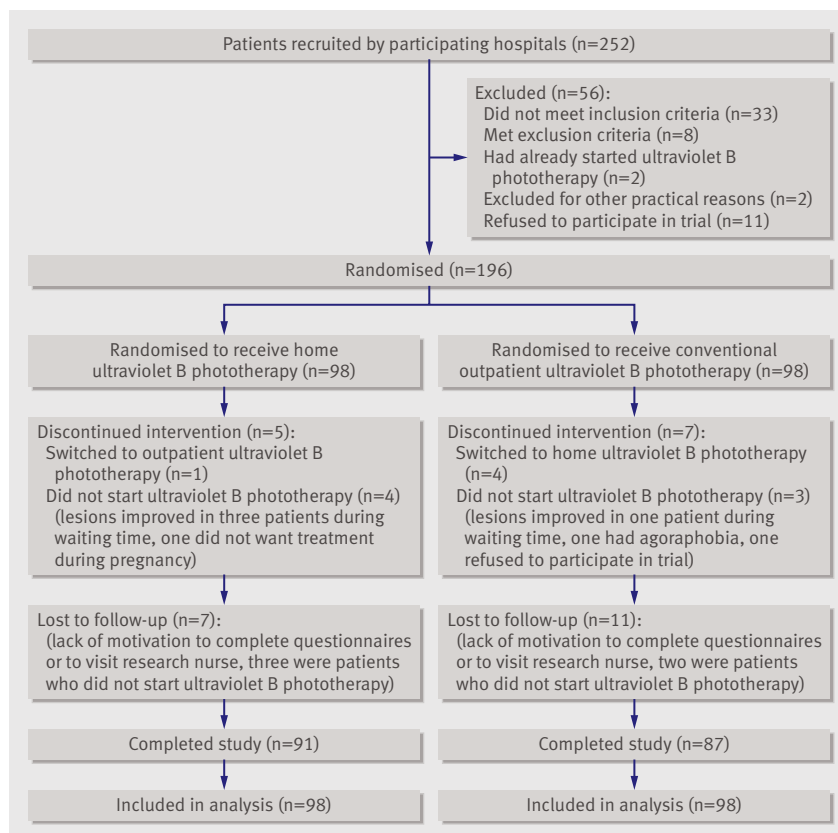 Patients recruited by participating hospitals (n=252)
Excluded (n=56):
Did not meet inclusion criteria (n=33)
Met exclusion criteria (n=8)
Had already started ultraviolet B
phototherapy (n=2)
Excluded for other practical reasons (n=2)
Refused to participate in trial (n=11)
Randomised (n=196)
Randomised to receive home
ultraviolet B phototherapy (n=98)
Randomised to receive conventional
outpatient ultraviolet B phototherapy (n=98)
Discontinued intervention (n=5):
Switched to outpatient ultraviolet B
phototherapy (n=1)
Did not start ultraviolet B phototherapy (n=4)
(lesions improved in three patients during
waiting time, one did not want treatment
during pregnancy)
Discontinued intervention (n=7):
Switched to home ultraviolet B phototherapy
(n=4)
Did not start ultraviolet B phototherapy (n=3)
(lesions improved in one patient during
waiting time, one had agoraphobia, one
refused to participate in trial)
Lost to follow-up (n=7):
(lack of motivation to complete questionnaires
or to visit research nurse, three were patients
who did not start ultraviolet B phototherapy)
Lost to follow-up (n=11):
(lack of motivation to complete questionnaires
or to visit research nurse, two were patients
who did not start ultraviolet B phototherapy)
Completed study (n=91)
Completed study (n=87)
Included in analysis (n=98)
Included in analysis (n=98)